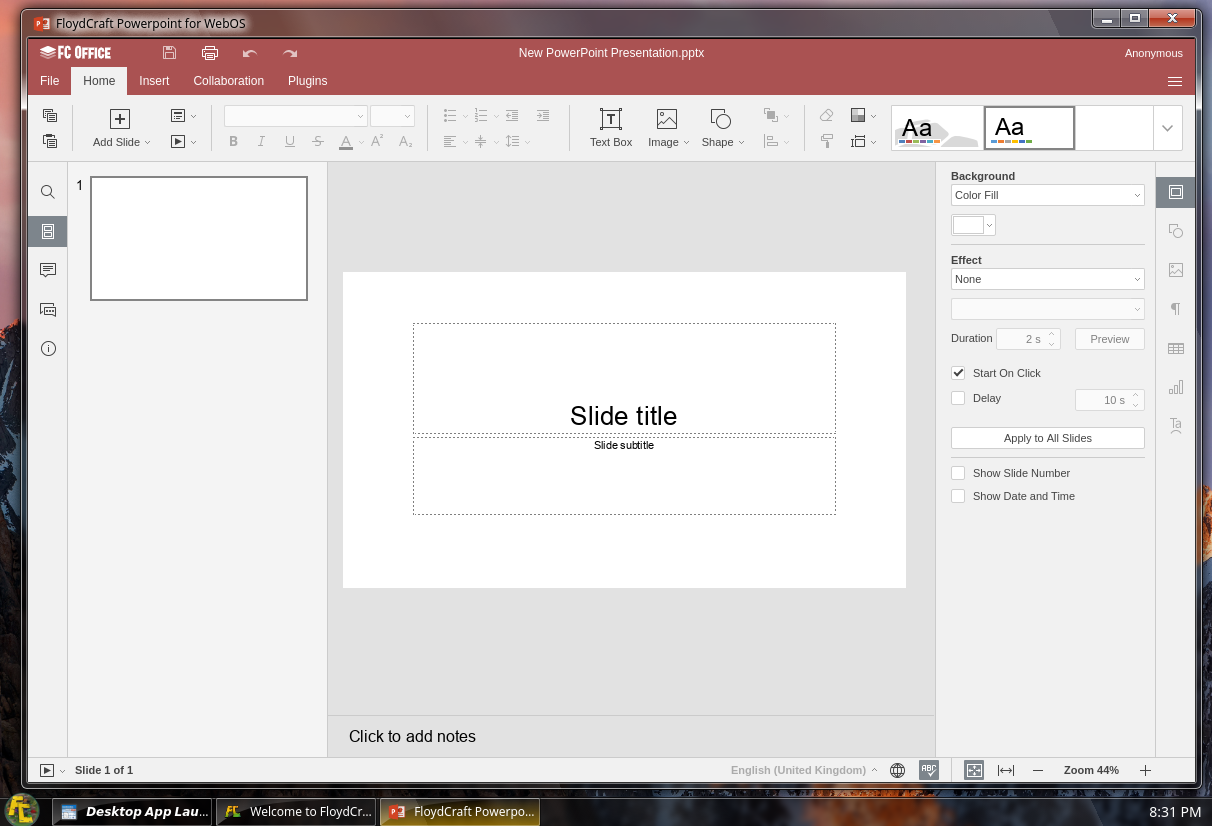 FloydCraft Powerpoint for WebOS
FC OFFICE
New PowerPoint Presentation.pptx
Anonymous
File Home Insert Collaboration Plugins
Add Slide
B I U S A A² A₂
Text Box
Image
Shape
Aa
Aa
1
Slide title
Slide subtitle
Click to add notes
Background
Color Fill
Effect
None
Duration 2 s Preview
Start On Click
Delay 10 s
Apply to All Slides
Show Slide Number
Show Date and Time
Ta
Slide 1 of 1
English (United Kingdom)
ABC
Zoom 44%
Desktop App Lau...
Welcome to FloydCr...
FloydCraft Powerpo...
8:31 PM